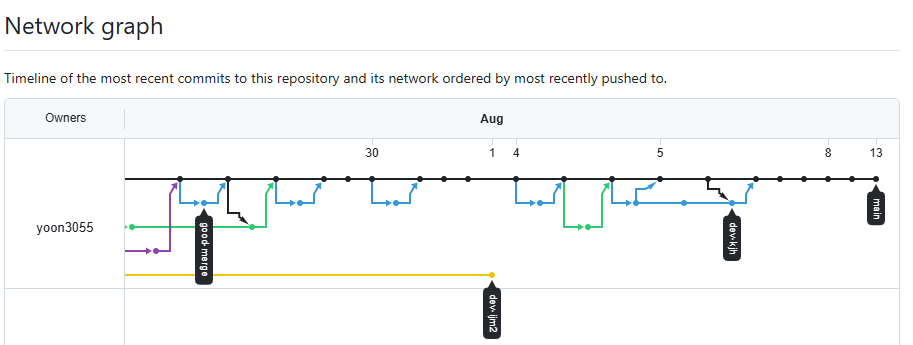 Network graph
Timeline of the most recent commits to this repository and its network ordered by most recently pushed to.
Owners
Aug
30 1 4 5 8 13
yoon3055
good-merge
dev-kjh
main
dev-ljm2